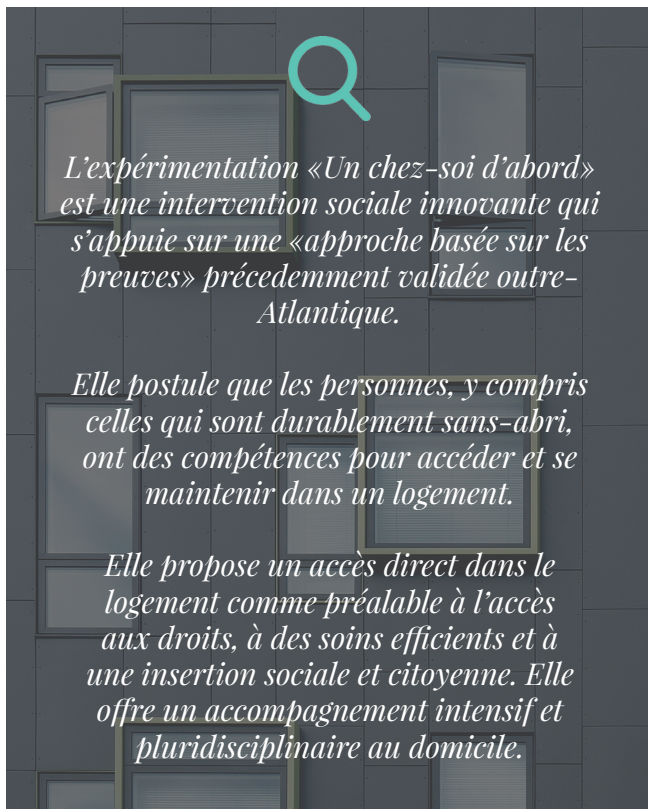 L'expérimentation «Un chez-soi d'abord»
est une intervention sociale innovante qui
s'appuie sur une «approche basée sur les
preuves» précedemment validée outre-
Atlantique.
Elle postule que les personnes, y compris
celles qui sont durablement sans-abri,
ont des compétences pour accéder et se
maintenir dans un logement.
Elle propose un accès direct dans le
logement comme préalable à l'accès
aux droits, à des soins efficients et à
une insertion sociale et citoyenne. Elle
offre un accompagnement intensif et
pluridisciplinaire au domicile.